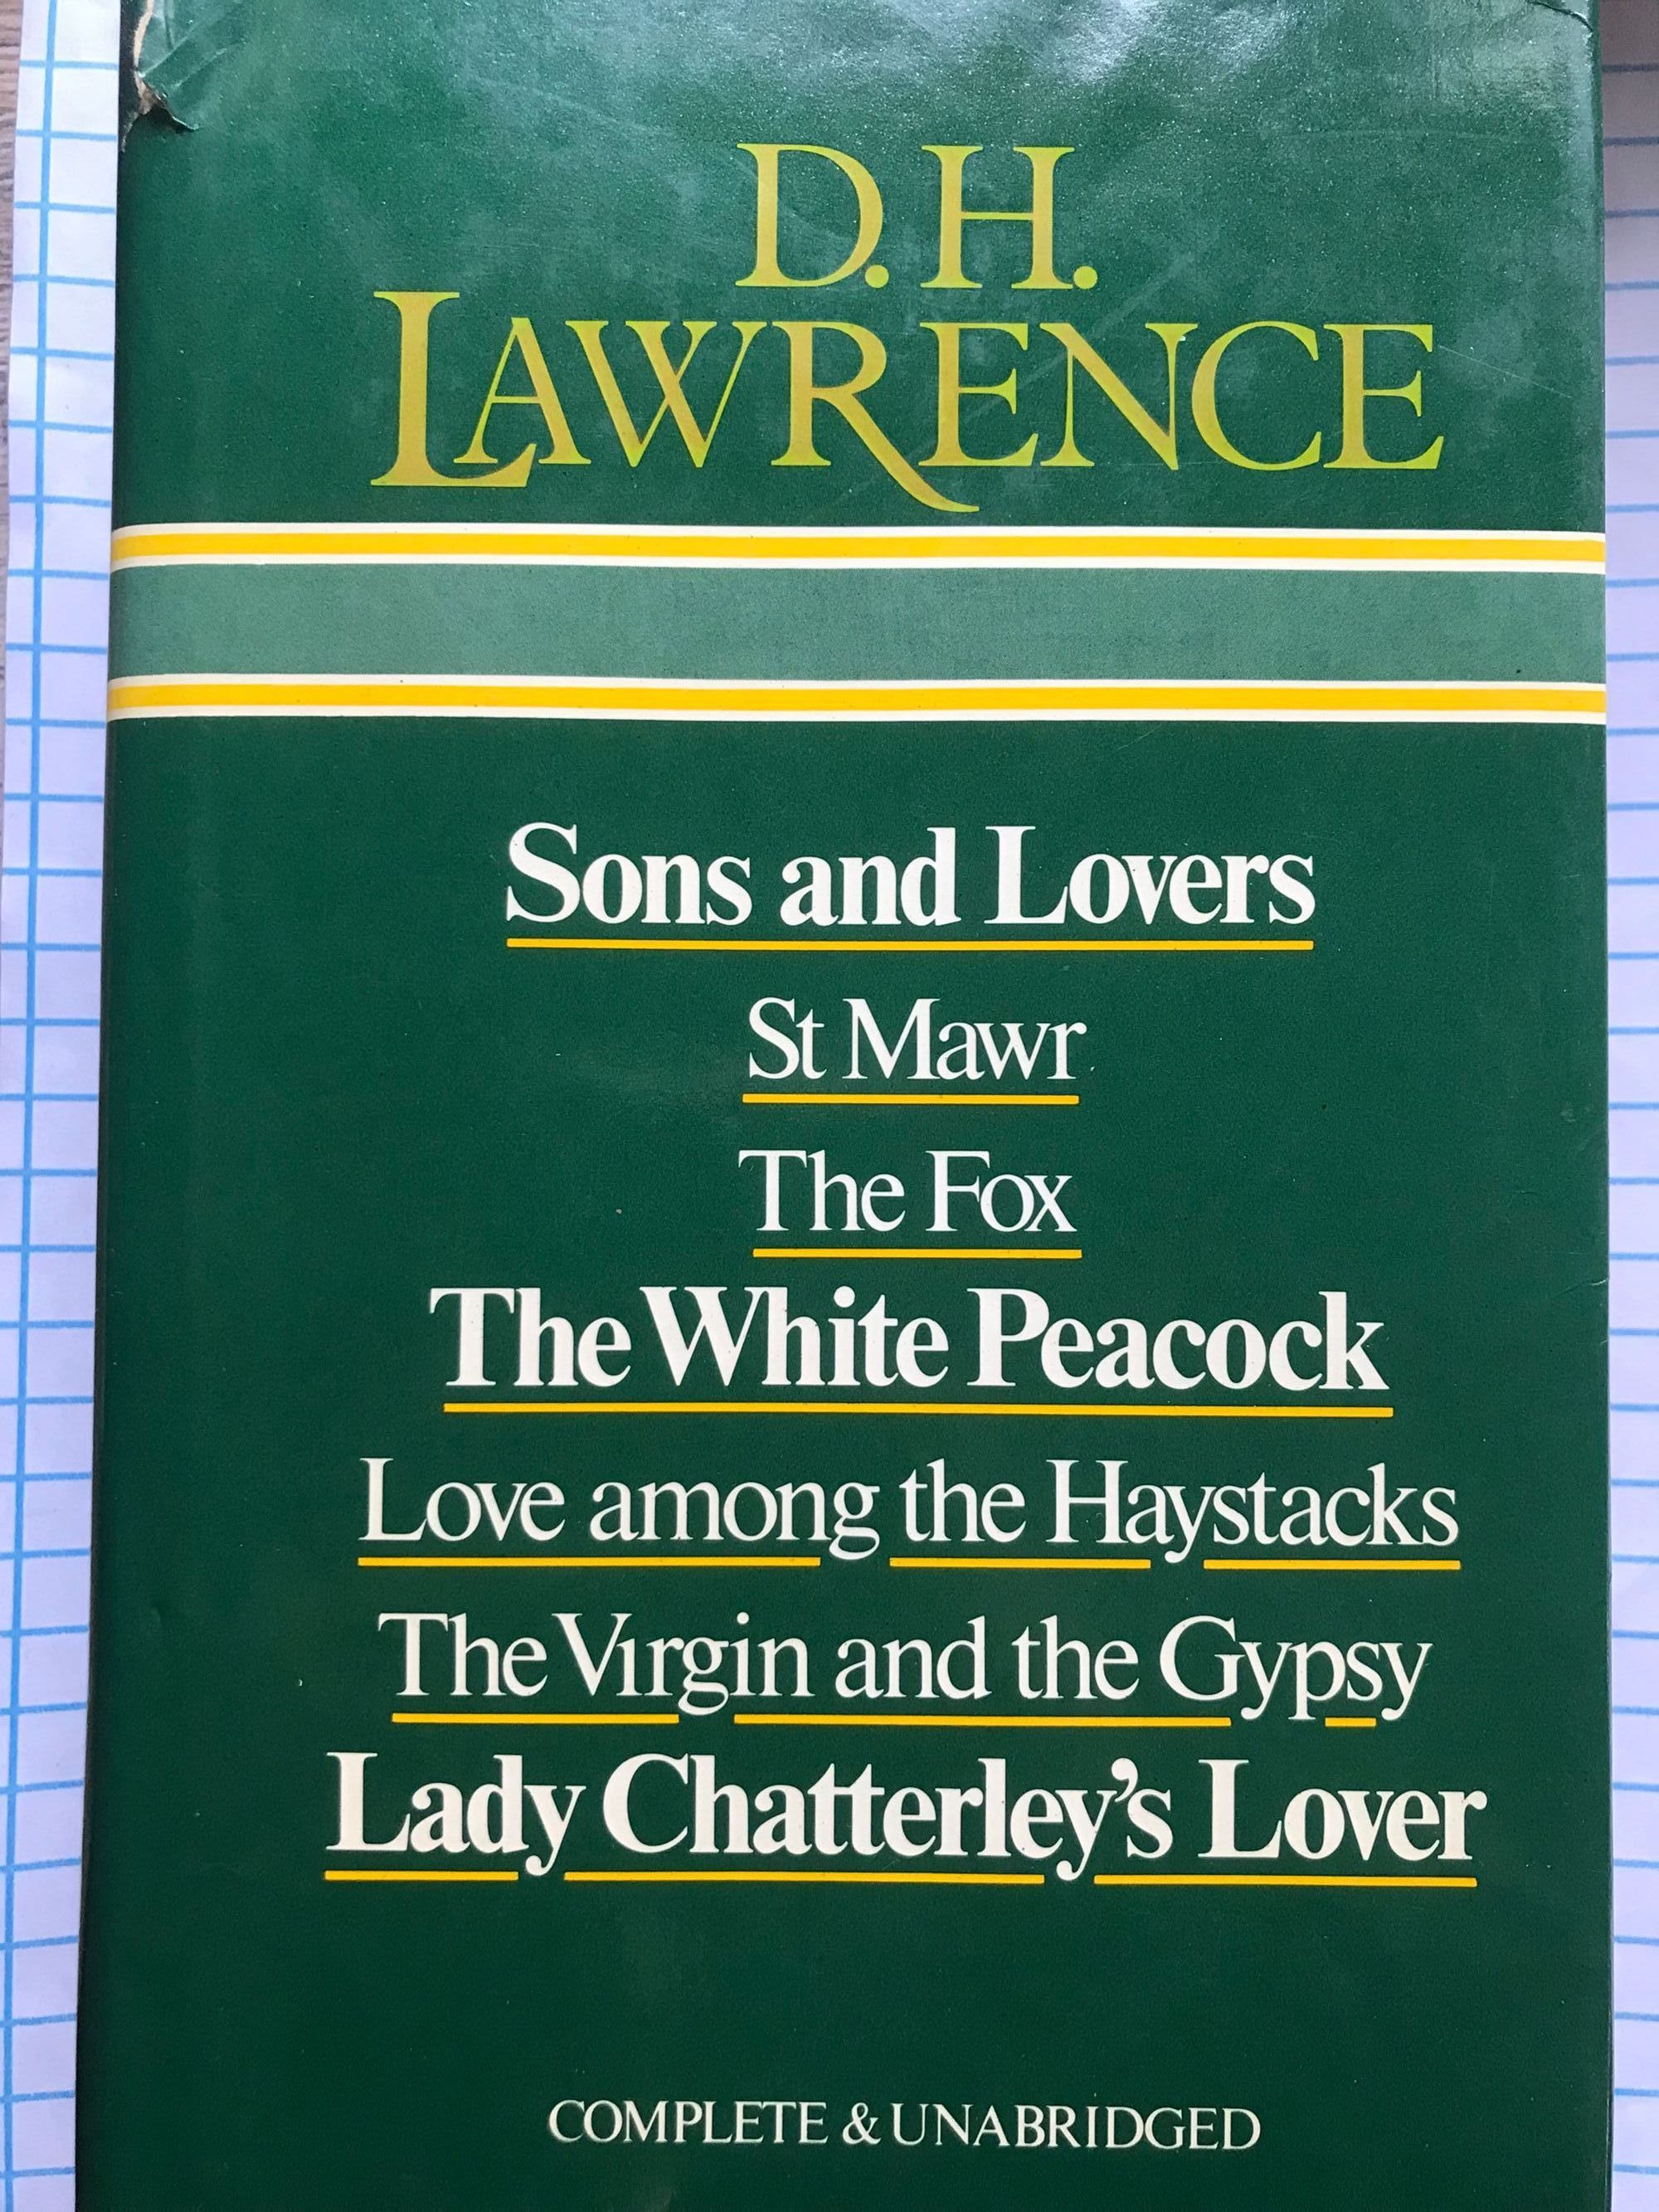 D.H.
LAWRENCE
Sons and Lovers
St Mawr
The Fox
The White Peacock
Love among the Haystacks
The Virgin and the Gypsy
Lady Chatterley's Lover
COMPLETE & UNABRIDGED